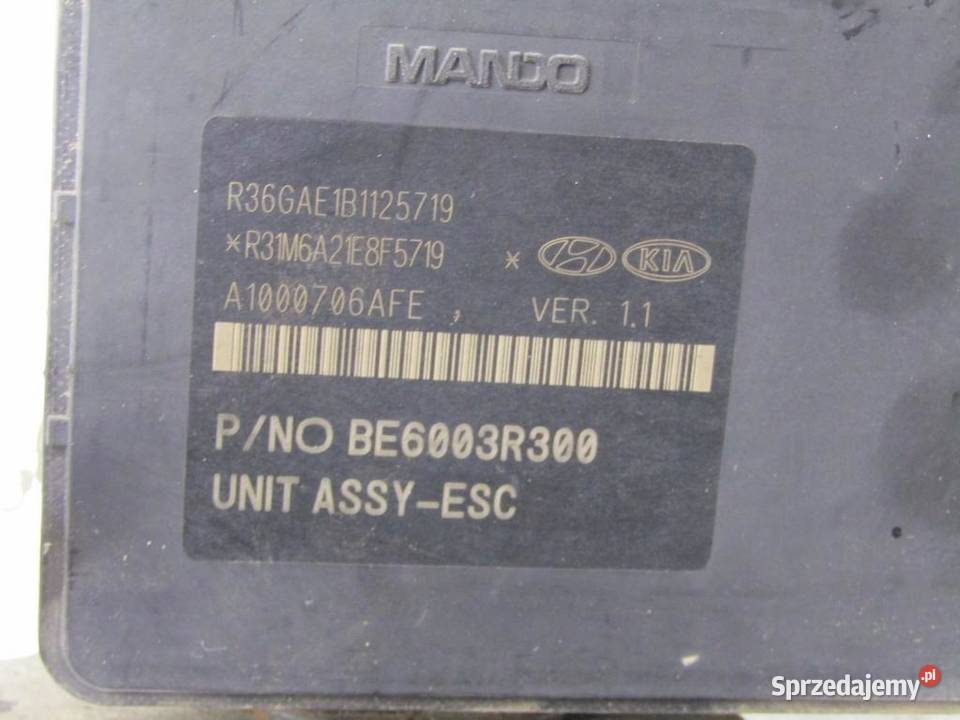 MANDO
R36GAE1B1125719
*R31M6A21E8F5719 * KIA
A1000706AFE , VER. 1.1
P/NO BE6003R300
UNIT ASSY-ESC
Sprzedajemy.pl